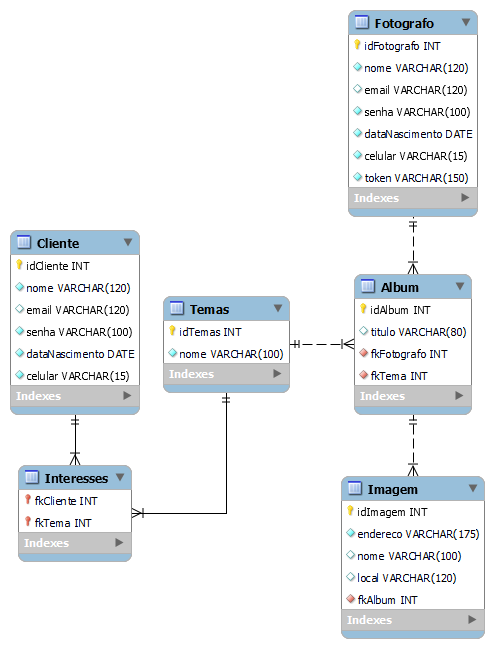 Fotografo
idFotografo INT
nome VARCHAR(120)
email VARCHAR(120)
senha VARCHAR(100)
dataNascimento DATE
celular VARCHAR(15)
token VARCHAR(150)
Indexes
Cliente
idCliente INT
nome VARCHAR(120)
email VARCHAR(120)
senha VARCHAR(100)
dataNascimento DATE
celular VARCHAR(15)
Indexes
Temas
idTemas INT
nome VARCHAR(100)
Indexes
Album
idAlbum INT
titulo VARCHAR(80)
fkFotografo INT
fkTema INT
Indexes
Interesses
fkCliente INT
fkTema INT
Indexes
Imagem
idImagem INT
endereco VARCHAR(175)
nome VARCHAR(100)
local VARCHAR(120)
fkAlbum INT
Indexes